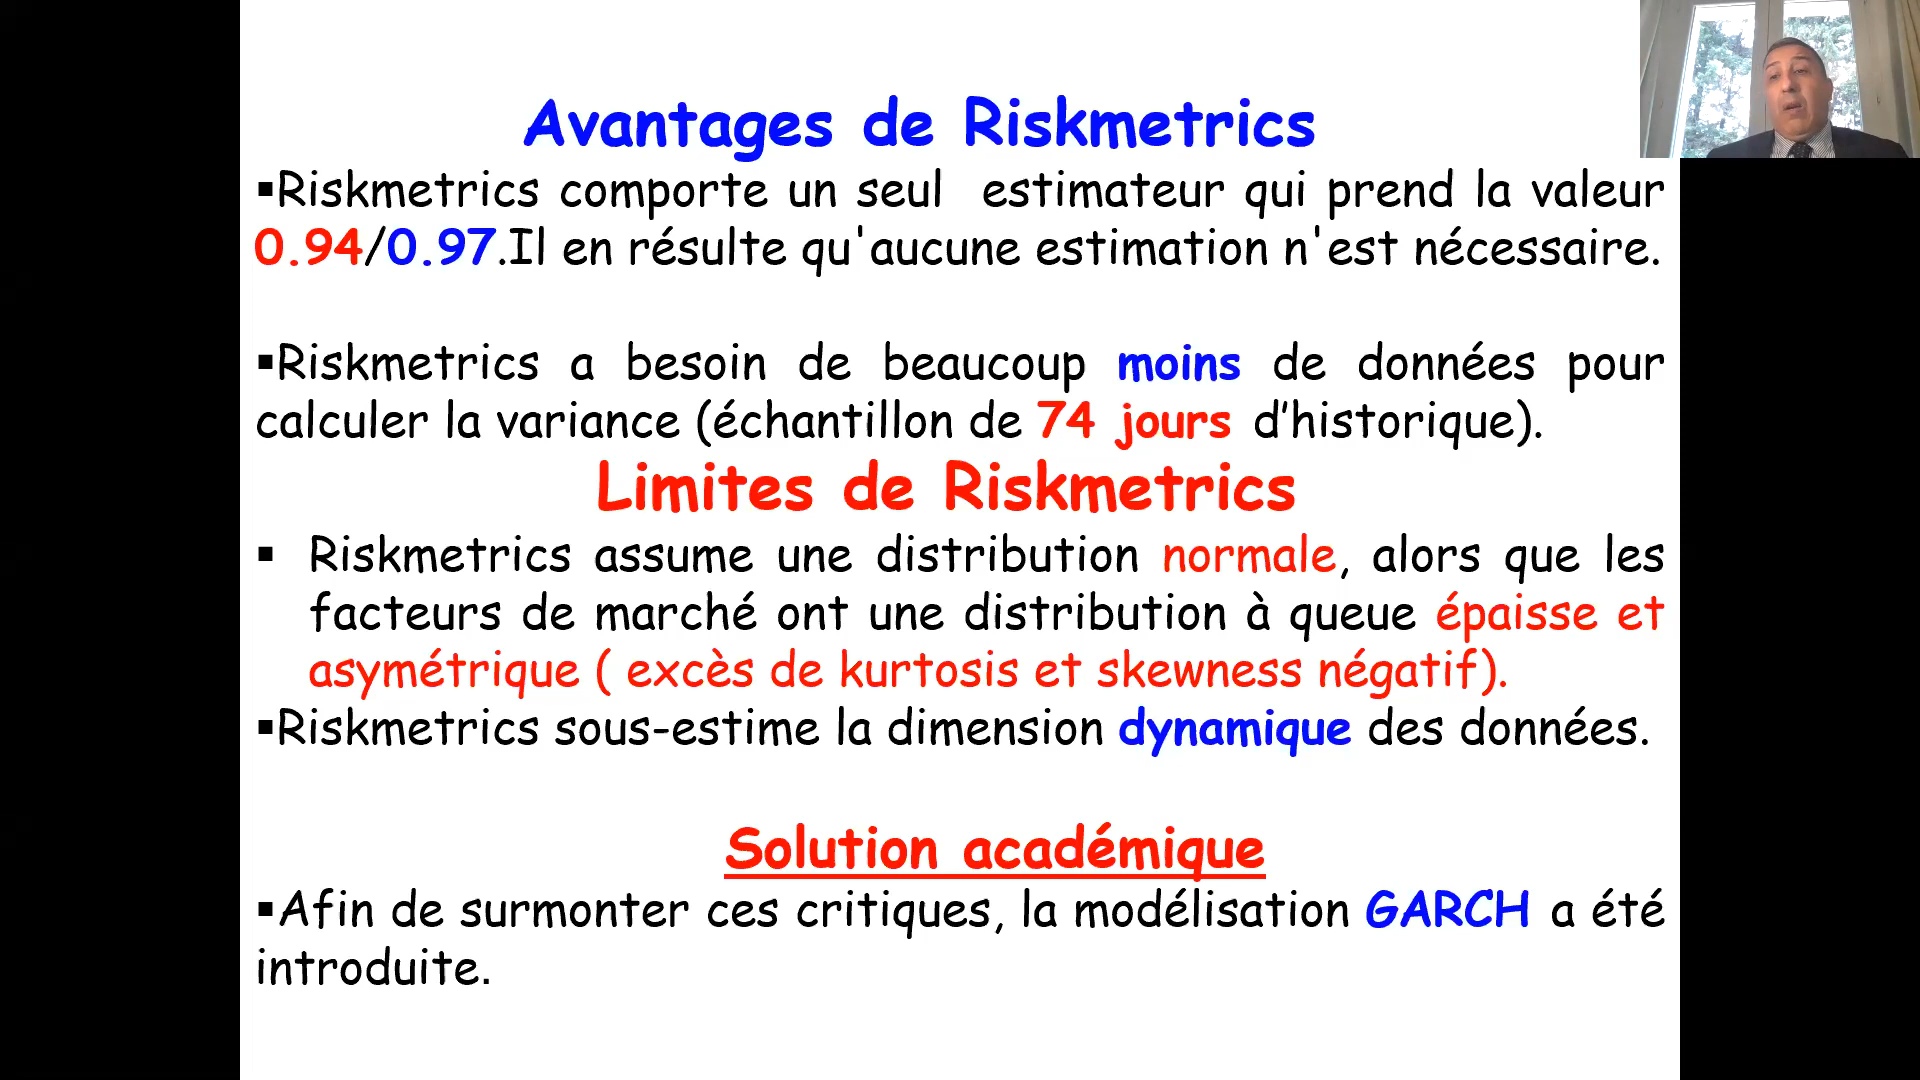 Avantages de Riskmetrics
▪Riskmetrics comporte un seul estimateur qui prend la valeur
0.94/0.97.Il en résulte qu'aucune estimation n'est nécessaire.
▪Riskmetrics a besoin de beaucoup moins de données pour
calculer la variance (échantillon de 74 jours d’historique).
Limites de Riskmetrics
▪ Riskmetrics assume une distribution normale, alors que les
facteurs de marché ont une distribution à queue épaisse et
asymétrique ( excès de kurtosis et skewness négatif).
▪Riskmetrics sous-estime la dimension dynamique des données.
Solution académique
▪Afin de surmonter ces critiques, la modélisation GARCH a été
introduite.